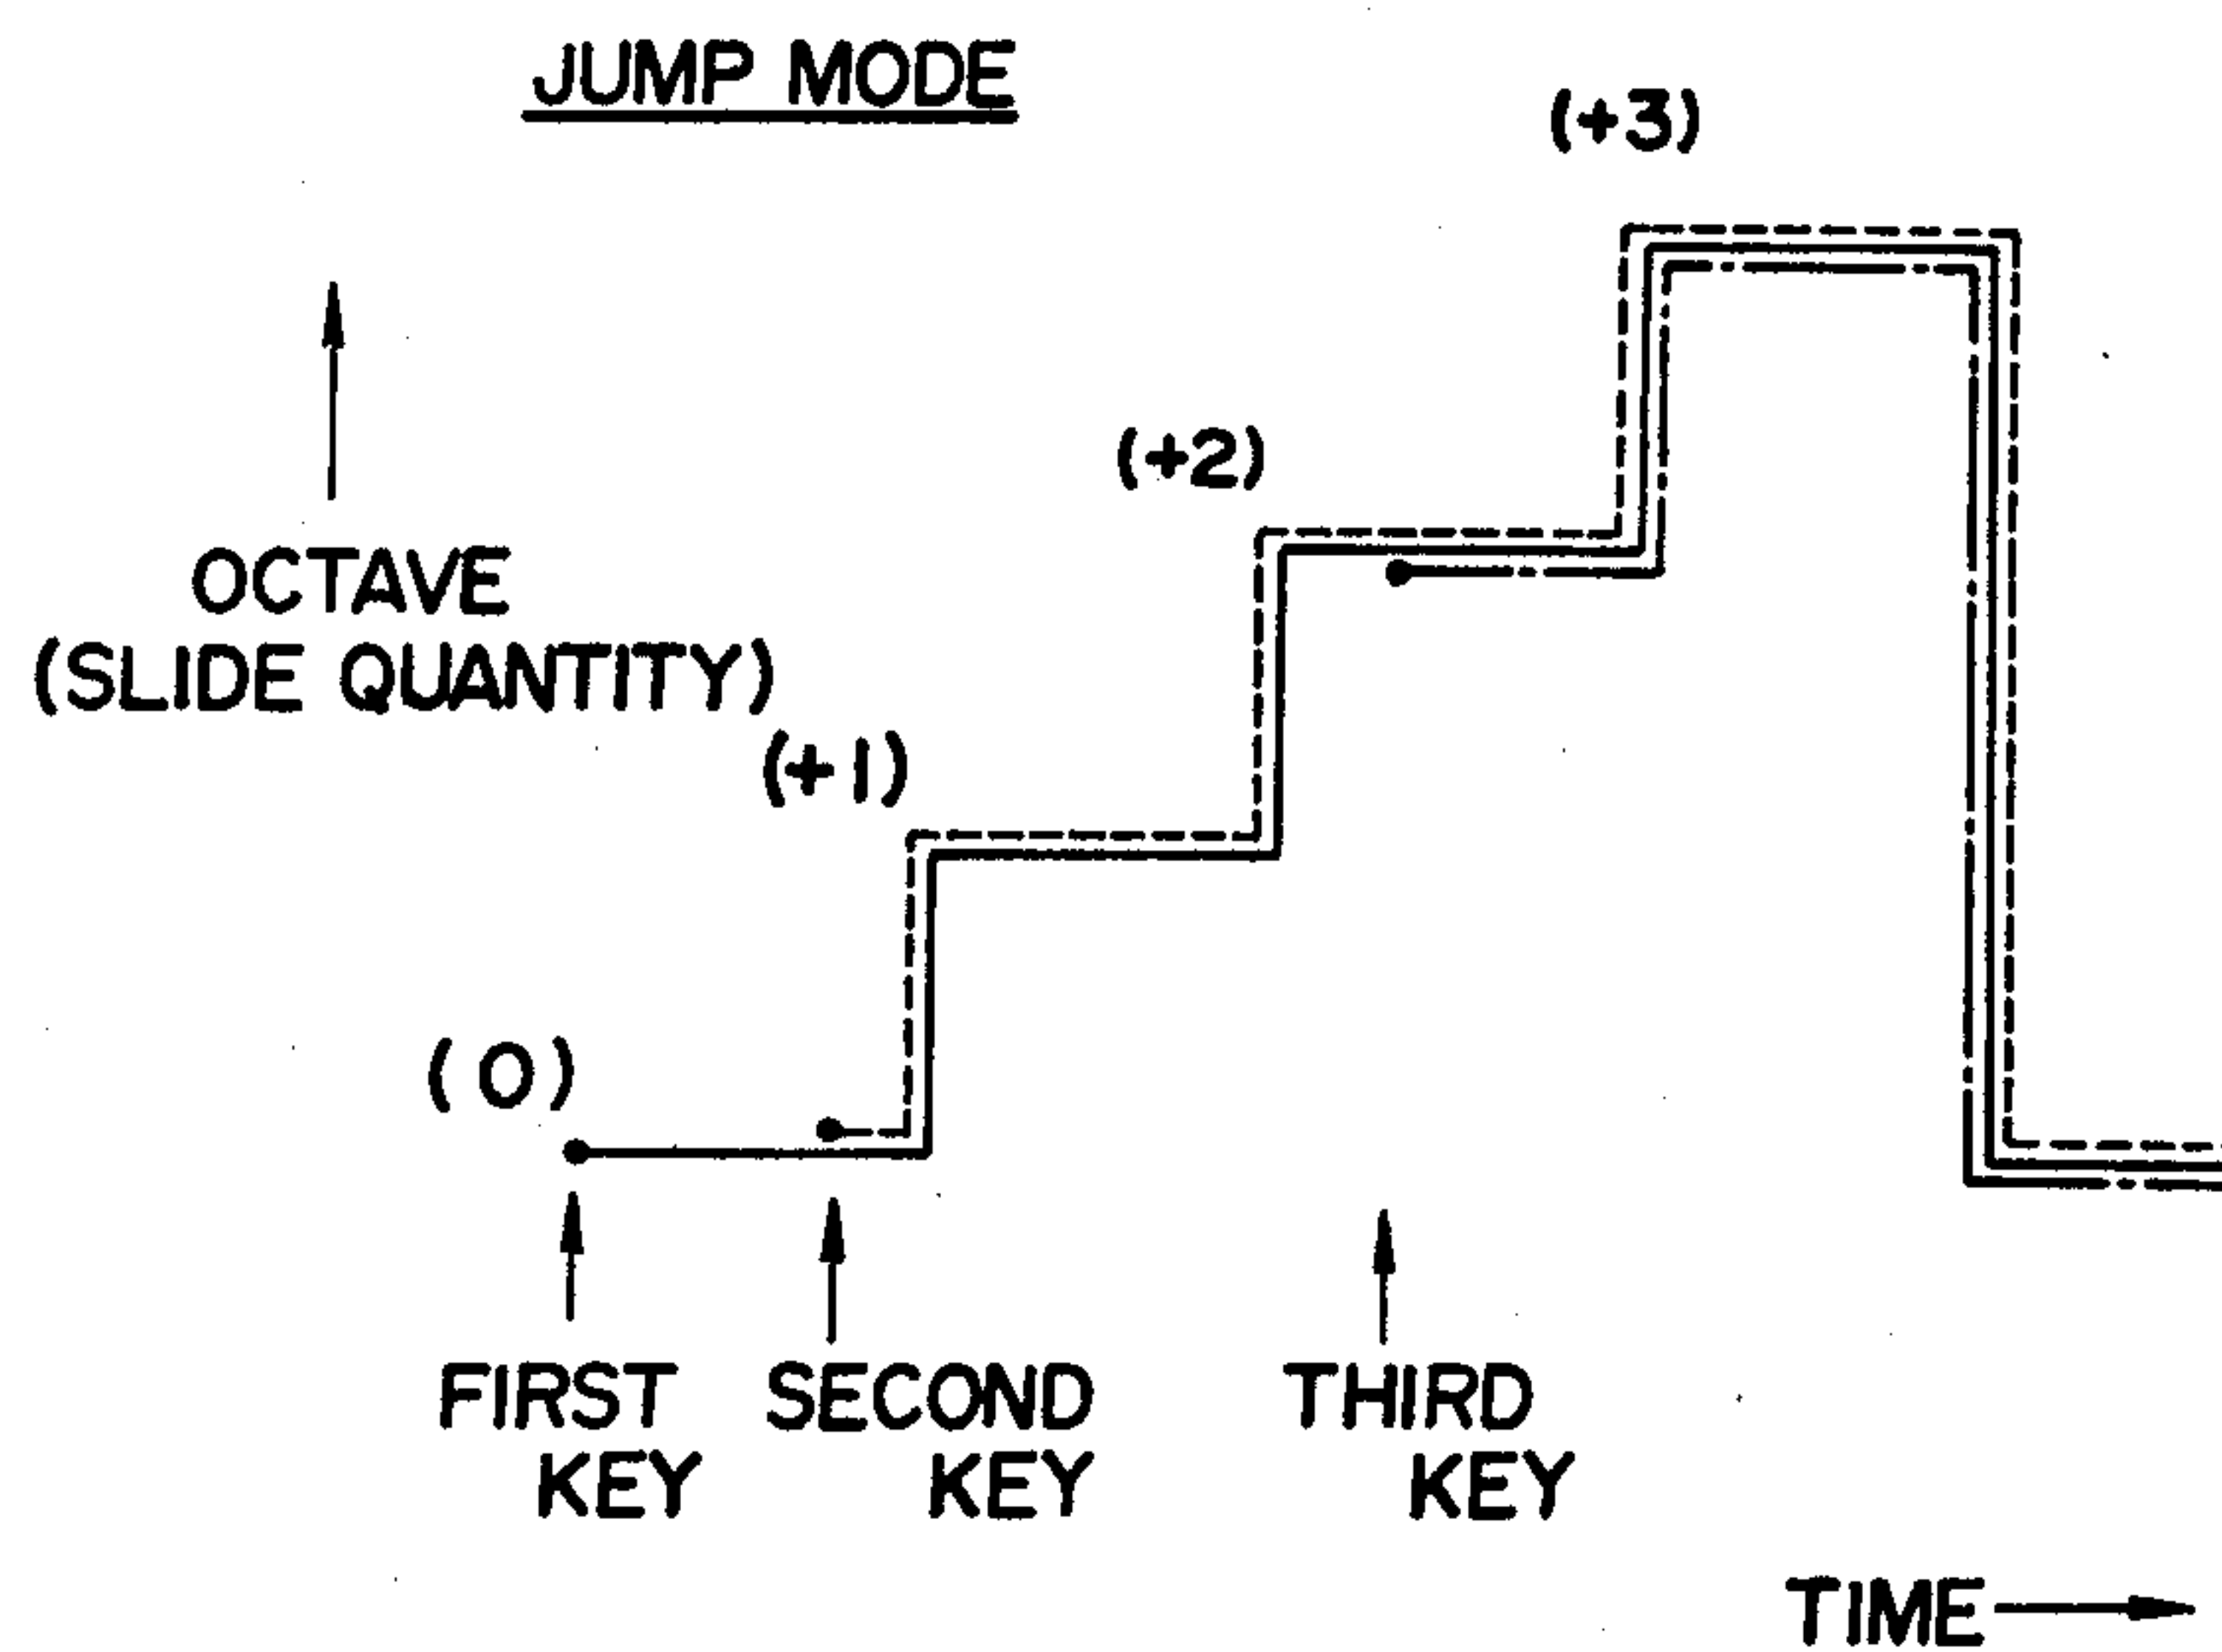 JUMP MODE
(+3)
(+2)
OCTAVE
(SLIDE QUANTITY)
(+1)
(0)
FIRST
KEY
SECOND
KEY
THIRD
KEY
TIME